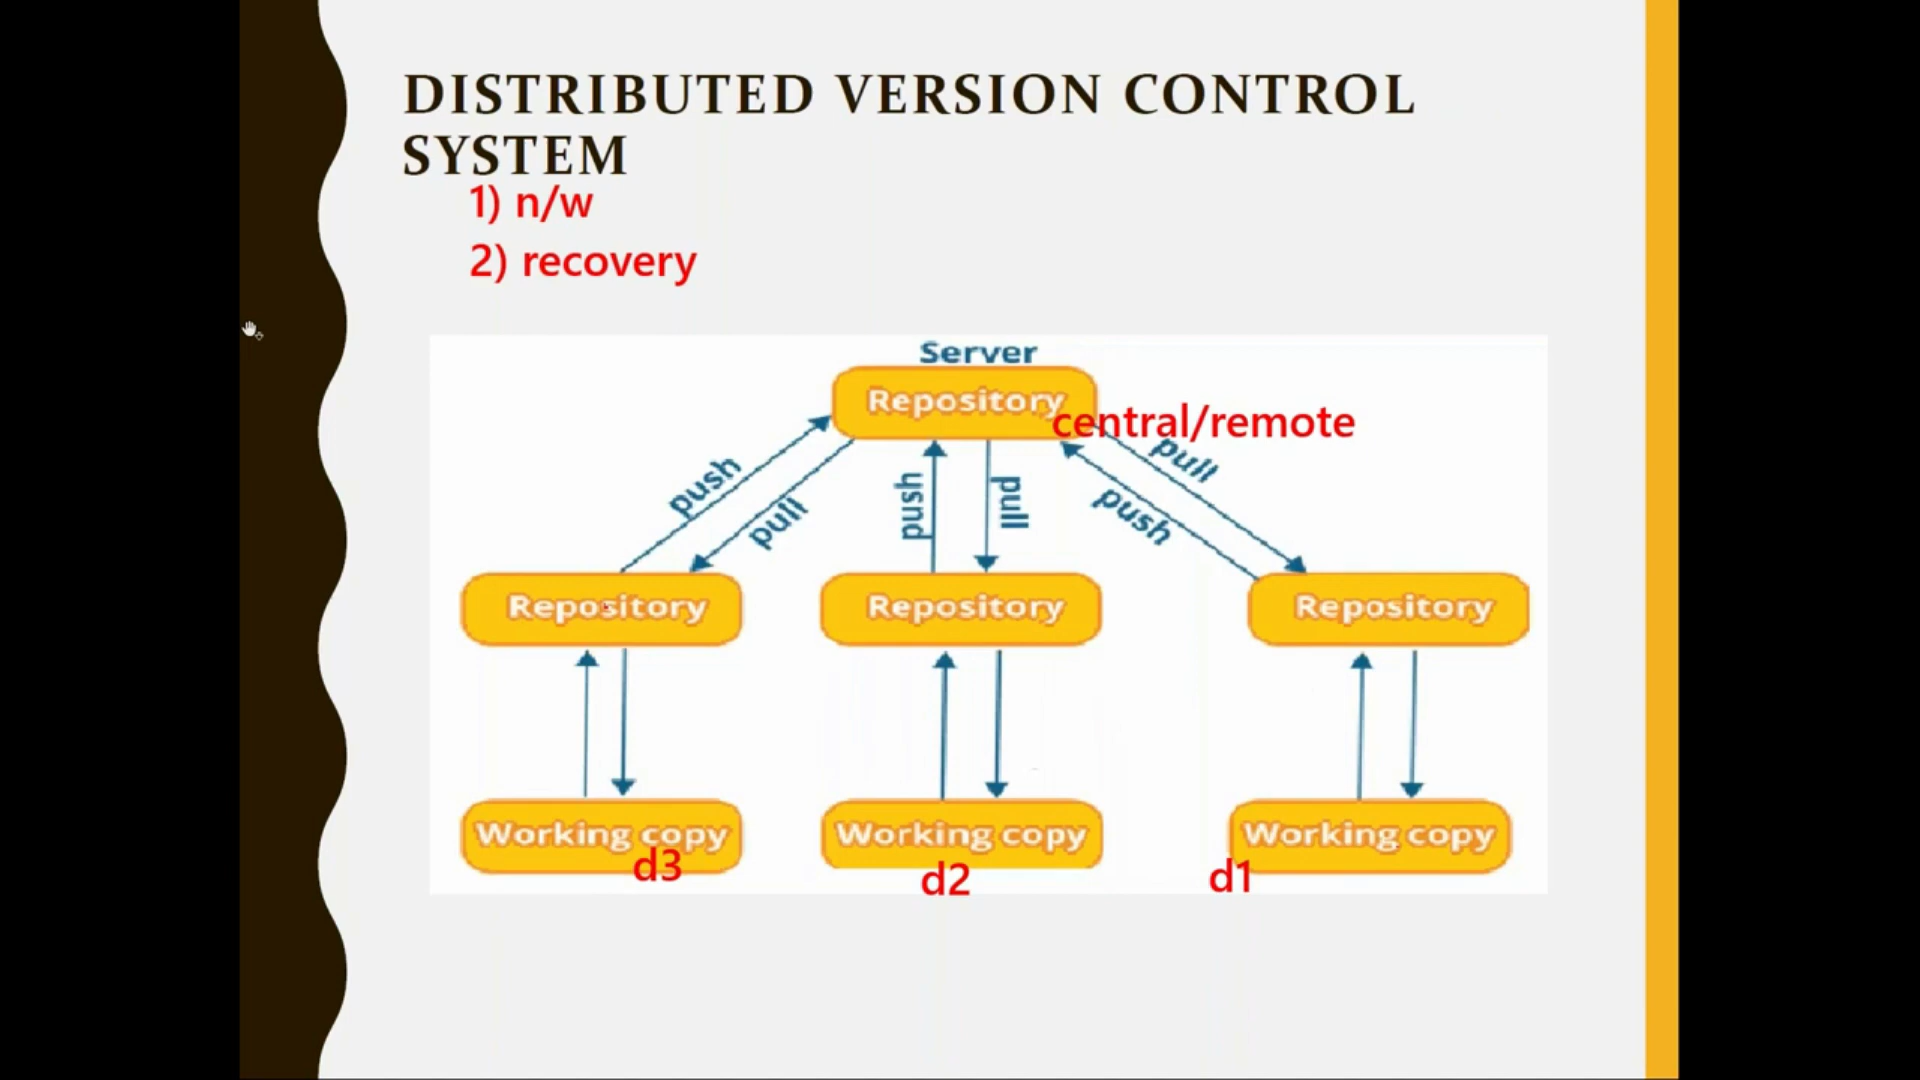 DISTRIBUTED VERSION CONTROL
SYSTEM
1) n/w
2) recovery
Server
Repository
central/remote
push
pull
push
pull
push
pull
Repository
Repository
Repository
Working copy
Working copy
Working copy
d3
d2
d1